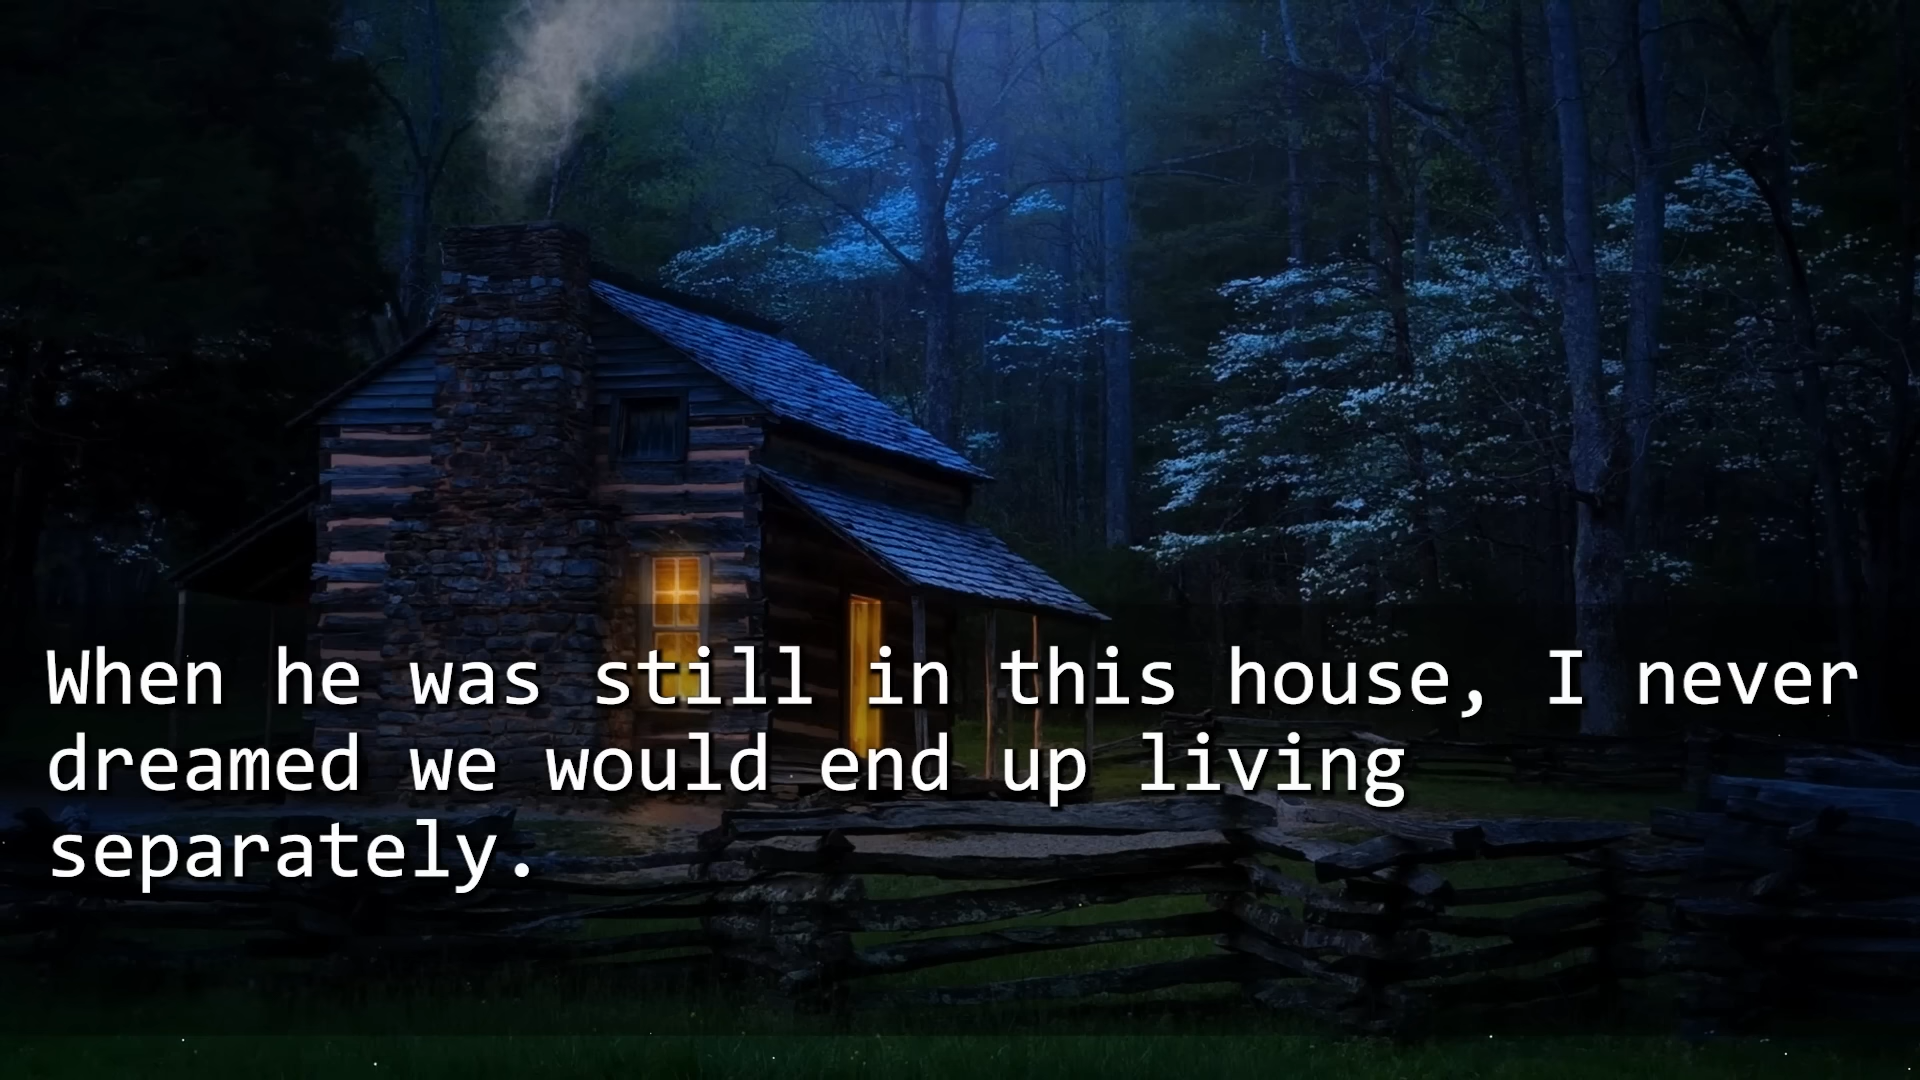 When he was still in this house, I never
dreamed we would end up living
separately.